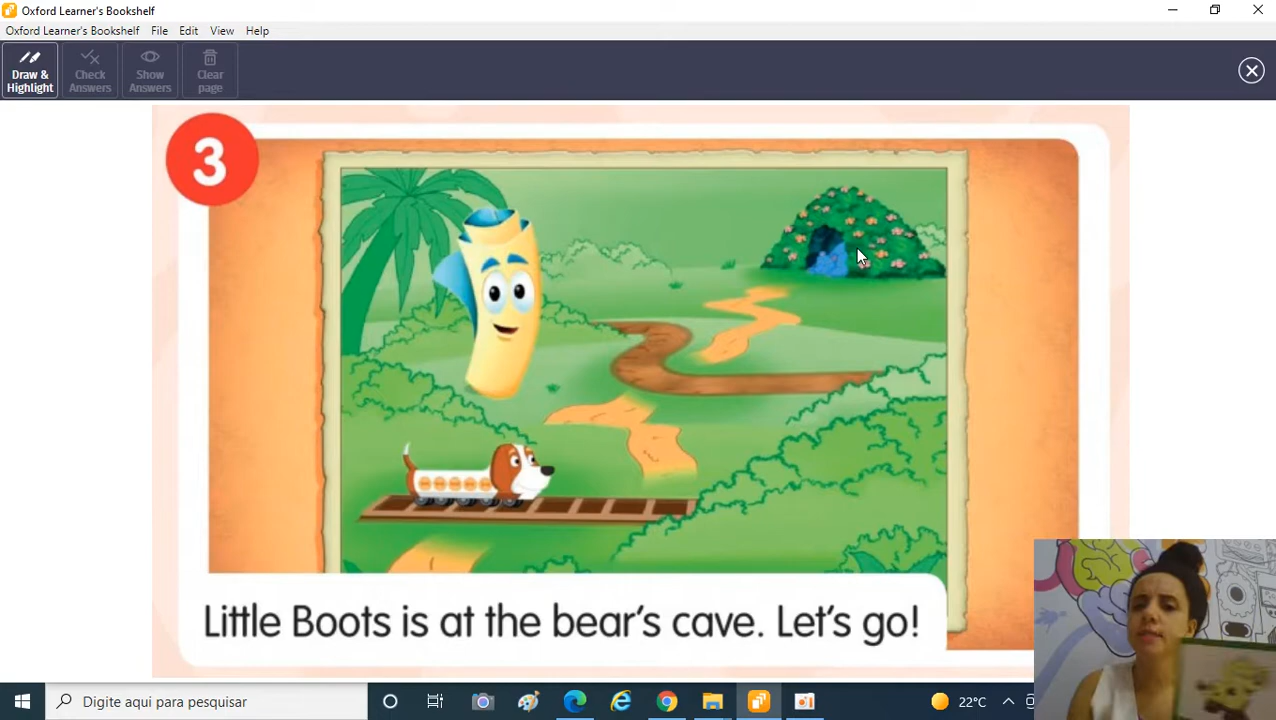 Oxford Learner's Bookshelf
Oxford Learner's Bookshelf File Edit View Help
Draw & Highlight
Check Answers
Show Answers
Clear page
3
Little Boots is at the bear's cave. Let's go!
Digite aqui para pesquisar
22°C